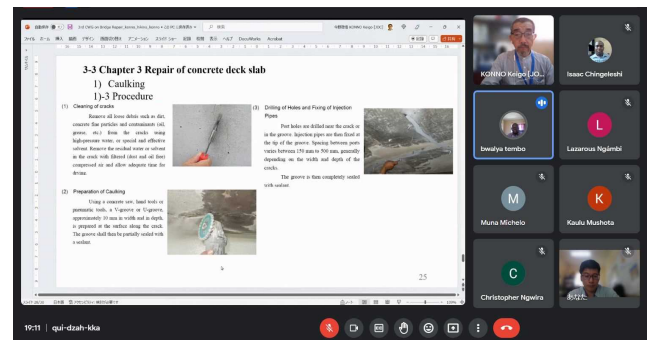 3-3 Chapter 3 Repair of concrete deck slab
1) Caulking
1)-3 Procedure
(1) Cleaning of cracks
Remove all loose debris such as dirt,
concrete fine particles and contaminants (oil,
grease, etc.) from the cracks using
high-pressure water, or special and effective
solvent. Remove the residual water or solvent
in the crack with filtered (dust and oil free)
compressed air and allow adequate time for
drying.
(2) Preparation of Caulking
Using a concrete saw, hand tools or
pneumatic tools, a V-groove or U-groove,
approximately 10 mm in width and in depth,
is prepared at the surface along the crack.
The groove shall then be partially sealed with
a sealant.
(3) Drilling of Holes and Fixing of Injection
Pipes
Port holes are drilled near the crack or
in the groove. Injection pipes are then fixed at
the tip of the groove. Spacing between ports
varies between 150 mm to 500 mm, generally
depending on the width and depth of the
cracks.
The groove is then completely sealed
with sealant.
25
KONNO Keigo [JO...
Isaac Chingeleshi
bwalya tembo
L
Lazarous Ngámbi
M
Muna Michelo
K
Kaulu Mushota
C
Christopher Ngwira
あなた
19:11 | qui-dzah-kka